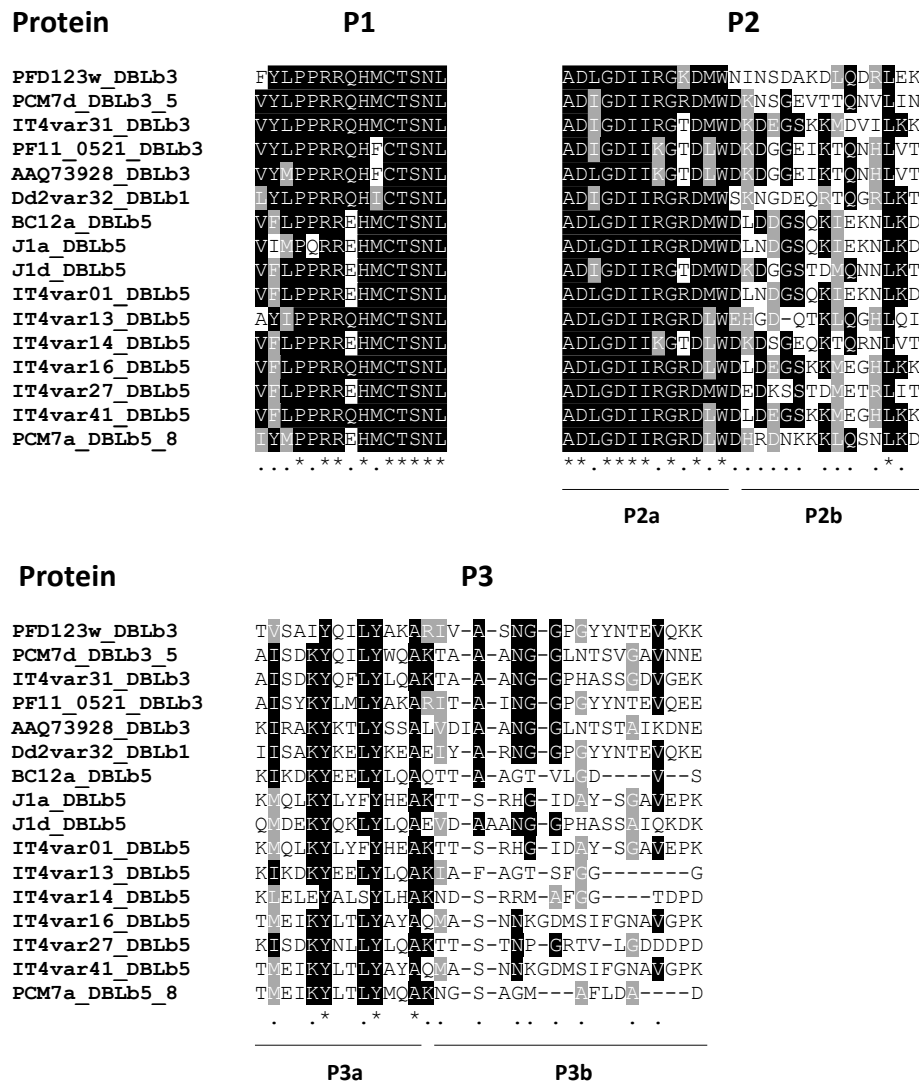 Protein P1 P2
PFD123w_DBLb3 FYLPPRRQHMCTSNL ADLGDIIRGKDMWNINSDAKDLQDRLEK
PCM7d_DBLb3_5 VYLPPRRQHMCTSNL ADIGDIIRGRDMWDKNSGEVTTQNVLIN
IT4var31_DBLb3 VYLPPRRQHMCTSNL ADIGDIIRGTDMWDKDEGSKKMDVILKK
PF11_0521_DBLb3 VYLPPRRQHFCTSNL ADIGDIIKGTDLWDKDGGEIKTQNHLVT
AAQ73928_DBLb3 VYMPPRRQHFCTSNL ADLGDIIKGTDLWDKDGGEIKTQNHLVT
Dd2var32_DBLb1 LYLPPRRQHICTSNL ADIGDIIRGRDMWSKNGDEQRTQGRLKT
BC12a_DBLb5 VFLPPRREHMCTSNL ADLGDIIRGRDMWDLDDGSQKIEKNLKD
J1a_DBLb5 VIMPQRREHMCTSNL ADLGDIIRGRDMWDLNDGSQKIEKNLKD
J1d_DBLb5 VFLPPRREHMCTSNL ADIGDIIRGTDMWDKDGGSTDMQNNLKT
IT4var01_DBLb5 VFLPPRREHMCTSNL ADLGDIIRGRDMWDLNDGSQKIEKNLKD
IT4var13_DBLb5 AYIPPRRQHMCTSNL ADLGDIIRGRDLWEHGD-QTKLQGHLQI
IT4var14_DBLb5 VFLPPRREHMCTSNL ADLGDIIKGTDLWDKDSGEQKTQRNLVT
IT4var16_DBLb5 VFLPPRRQHMCTSNL ADLGDIIRGRDLWDLDEGSKKMEGHLKK
IT4var27_DBLb5 VFLPPRREHMCTSNL ADLGDIIRGRDMWDEDKSSTDMETRLIT
IT4var41_DBLb5 VFLPPRRQHMCTSNL ADLGDIIRGRDLWDLDEGSKKMEGHLKK
PCM7a_DBLb5_8 IYMPPRREHMCTSNL ADLGDIIRGRDLWDHRDNKKKLQSNLKD
...*.**.*.***** **.****.*.*.*...... ... .*.
P2a P2b
Protein P3
PFD123w_DBLb3 TVSAIYQILYAKARIV-A-SNG-GPGYYNTEVQKK
PCM7d_DBLb3_5 AISDKYQILYWQAKTA-A-ANG-GLNTSVGAVNNE
IT4var31_DBLb3 AISDKYQFLYLQAKTA-A-ANG-GPHASSGDVGEK
PF11_0521_DBLb3 AISYKYLMLYAKARIT-A-ING-GPGYYNTEVQEE
AAQ73928_DBLb3 KIRAKYKTLYSSALVDIA-ANG-GLNTSTAIKDNE
Dd2var32_DBLb1 IISAKYKELYKEAEIY-A-RNG-GPGYYNTEVQKE
BC12a_DBLb5 KIKDKYEELYLQAQTT-A-AGT-VLGD----V--S
J1a_DBLb5 KMQLKYLYFYHEAKTT-S-RHG-IDAY-SGAVEPK
J1d_DBLb5 QMDEKYQKLYLQAEVD-AAANG-GPHASSAIQKDK
IT4var01_DBLb5 KMQLKYLYFYHEAKTT-S-RHG-IDAY-SGAVEPK
IT4var13_DBLb5 KIKDKYEELYLQAKIA-F-AGT-SFGG-------G
IT4var14_DBLb5 KLELEYALSYLHAKND-S-RRM-AFGG----TDPD
IT4var16_DBLb5 TMEIKYLTLYAYAQMA-S-NNKGDMSIFGNAVGPK
IT4var27_DBLb5 KISDKYNLLYLQAKTT-S-TNP-GRTV-LGDDDPD
IT4var41_DBLb5 TMEIKYLTLYAYAQMA-S-NNKGDMSIFGNAVGPK
PCM7a_DBLb5_8 TMEIKYLTLYMQAKNG-S-AGM---AFLDA----D
. .* .* *.. . .. . . . .
P3a P3b